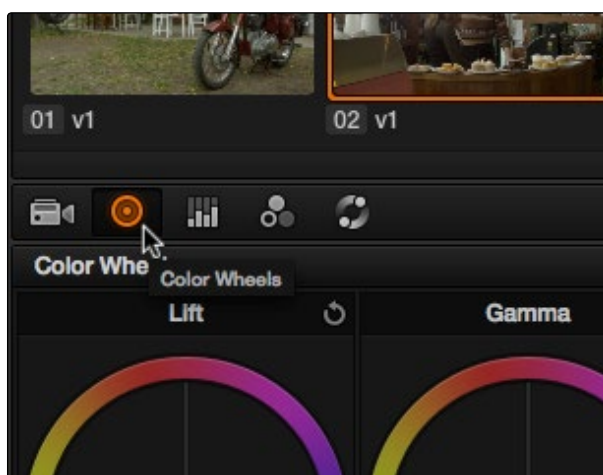 01 v1
02 v1
Color Whe
Color Wheels
Lift
Gamma